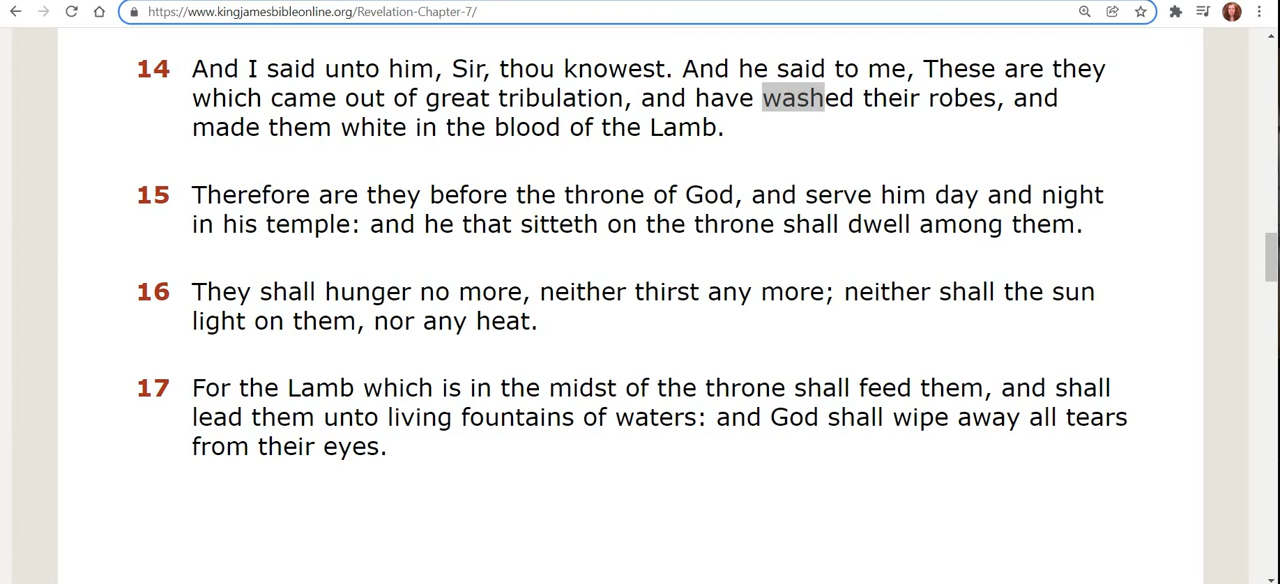 https://www.kingjamesbibleonline.org/Revelation-Chapter-7/
14 And I said unto him, Sir, thou knowest. And he said to me, These are they
which came out of great tribulation, and have washed their robes, and
made them white in the blood of the Lamb.
15 Therefore are they before the throne of God, and serve him day and night
in his temple: and he that sitteth on the throne shall dwell among them.
16 They shall hunger no more, neither thirst any more; neither shall the sun
light on them, nor any heat.
17 For the Lamb which is in the midst of the throne shall feed them, and shall
lead them unto living fountains of waters: and God shall wipe away all tears
from their eyes.